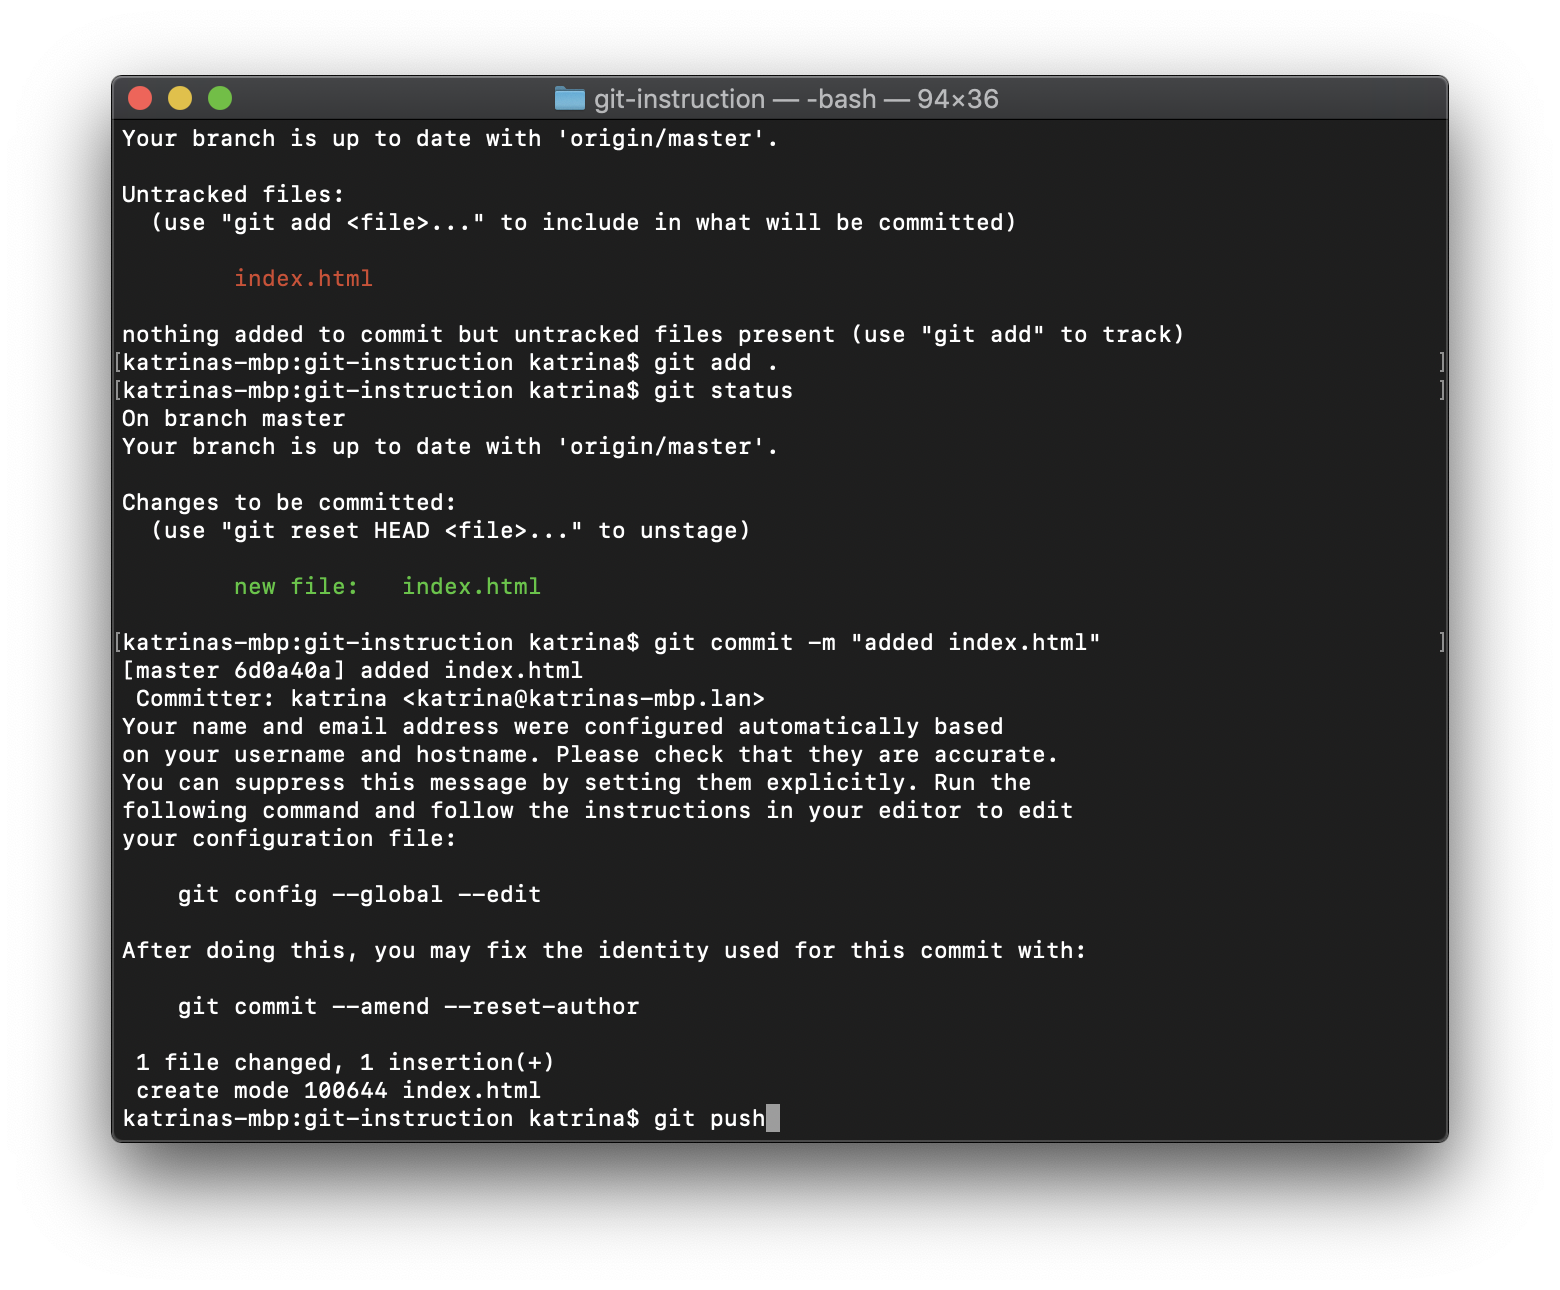 git-instruction — -bash — 94×36
Your branch is up to date with 'origin/master'.
Untracked files:
  (use "git add <file>..." to include in what will be committed)
        index.html
nothing added to commit but untracked files present (use "git add" to track)
[katrinas-mbp:git-instruction katrina$ git add . ]
[katrinas-mbp:git-instruction katrina$ git status ]
On branch master
Your branch is up to date with 'origin/master'.
Changes to be committed:
  (use "git reset HEAD <file>..." to unstage)
        new file:   index.html
[katrinas-mbp:git-instruction katrina$ git commit -m "added index.html" ]
[master 6d0a40a] added index.html
 Committer: katrina <katrina@katrinas-mbp.lan>
Your name and email address were configured automatically based
on your username and hostname. Please check that they are accurate.
You can suppress this message by setting them explicitly. Run the
following command and follow the instructions in your editor to edit
your configuration file:
    git config --global --edit
After doing this, you may fix the identity used for this commit with:
    git commit --amend --reset-author
 1 file changed, 1 insertion(+)
 create mode 100644 index.html
katrinas-mbp:git-instruction katrina$ git push